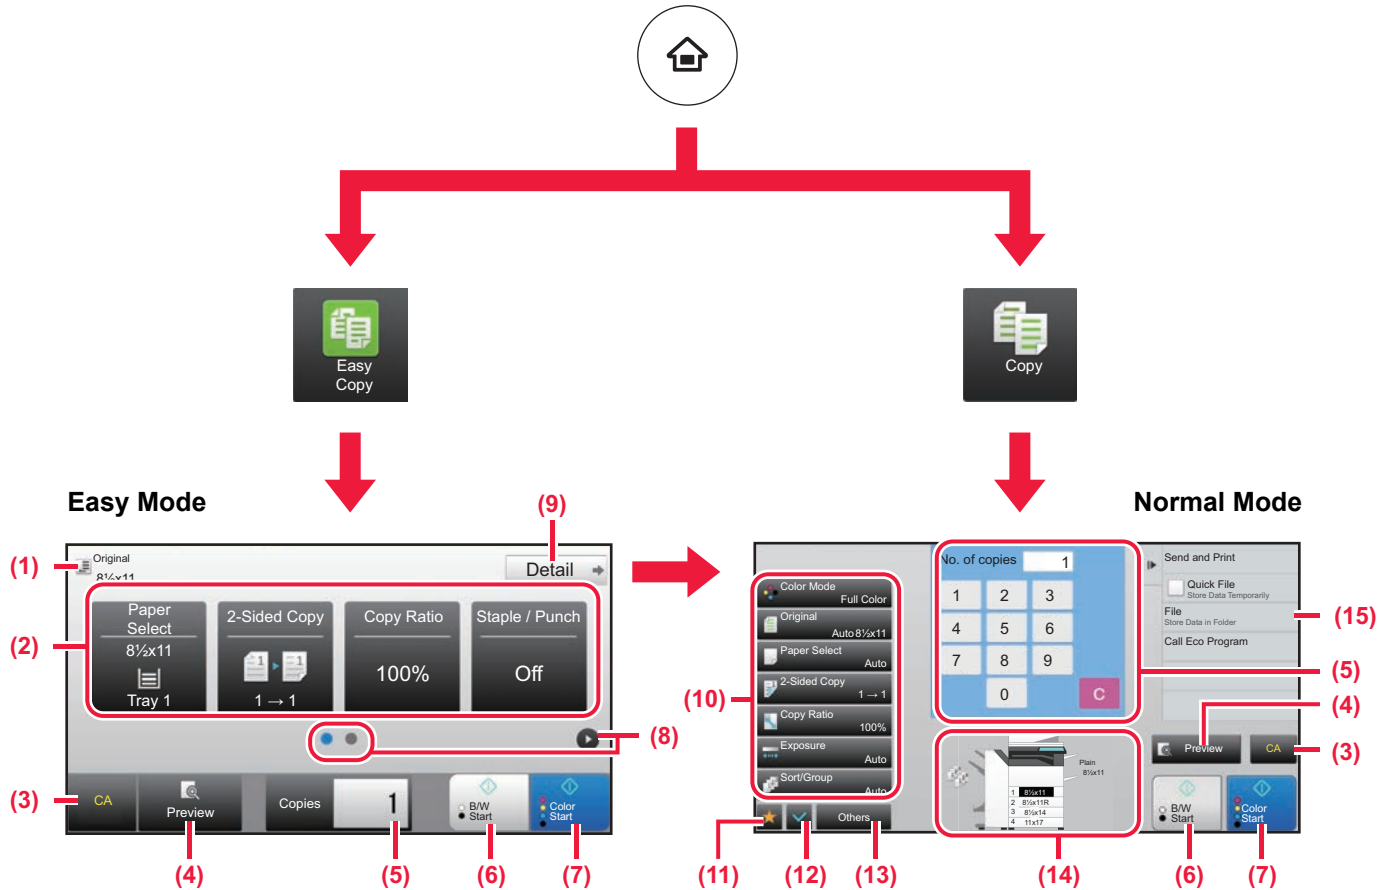 Easy
Copy
Copy
Easy Mode
Normal Mode
(9)
(1)
Original
8½x11
Detail
(2)
Paper
Select
8½x11
Tray 1
2-Sided Copy
1
1
1 → 1
Copy Ratio
100%
Staple / Punch
Off
(8)
(3)
CA
Preview
Copies
1
B/W
Start
Color
Start
(4)
(5)
(6)
(7)
(10)
Color Mode
Full Color
Original
Auto 8½x11
Paper Select
Auto
2-Sided Copy
1 → 1
Copy Ratio
100%
Exposure
Auto
Sort/Group
Auto
Others
(11)
(12)
(13)
No. of copies
1
1 2 3
4 5 6
7 8 9
0 C
Plain
8½x11
1 8½x11
2 8½x11R
3 8½x14
4 11x17
(14)
Send and Print
Quick File
Store Data Temporarily
File
Store Data in Folder
Call Eco Program
(15)
(5)
(4)
Preview
CA
(3)
B/W
Start
Color
Start
(6)
(7)